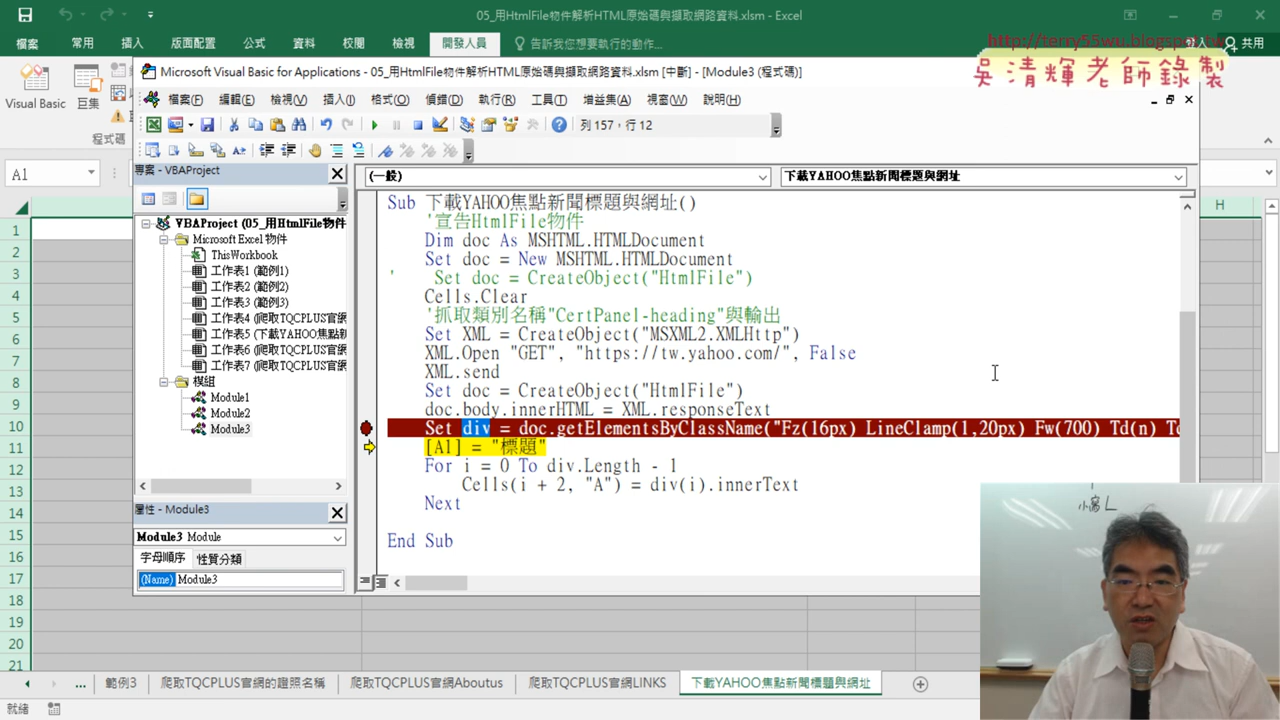 05_用HtmlFile物件解析HTML原始碼與擷取網路資料.xlsm - Excel
檔案 常用 插入 版面配置 公式 資料 校閱 檢視 開發人員 告訴我您想要執行的動作... 登入 共用
http://terry55wu.blogspot.tw
吳清輝老師錄製
Visual Basic 巨集
程式碼
Microsoft Visual Basic for Applications - 05_用HtmlFile物件解析HTML原始碼與擷取網路資料.xlsm [中斷] - [Module3 (程式碼)]
檔案(F) 編輯(E) 檢視(V) 插入(I) 格式(O) 偵錯(D) 執行(R) 工具(T) 增益集(A) 視窗(W) 說明(H)
列 157，行 12
A1
專案 - VBAProject
VBAProject (05_用HtmlFile物件
Microsoft Excel 物件
ThisWorkbook
工作表1 (範例1)
工作表2 (範例2)
工作表3 (範例3)
工作表4 (爬取TQCPLUS官網
工作表5 (下載YAHOO焦點新
工作表6 (爬取TQCPLUS官網
工作表7 (爬取TQCPLUS官網
模組
Module1
Module2
Module3
屬性 - Module3
Module3 Module
字母順序 性質分類
(Name) Module3
(一般) 下載YAHOO焦點新聞標題與網址
Sub 下載YAHOO焦點新聞標題與網址()
'宣告HtmlFile物件
Dim doc As MSHTML.HTMLDocument
Set doc = New MSHTML.HTMLDocument
' Set doc = CreateObject("HtmlFile")
Cells.Clear
'抓取類別名稱"CertPanel-heading"與輸出
Set XML = CreateObject("MSXML2.XMLHttp")
XML.Open "GET", "https://tw.yahoo.com/", False
XML.send
Set doc = CreateObject("HtmlFile")
doc.body.innerHTML = XML.responseText
Set div = doc.getElementsByClassName("Fz(16px) LineClamp(1,20px) Fw(700) Td(n) Td
[A1] = "標題"
For i = 0 To div.Length - 1
Cells(i + 2, "A") = div(i).innerText
Next
End Sub
H
1
2
3
4
5
6
7
8
9
10
11
12
13
14
15
16
17
18
19
20
21
... 範例3 爬取TQCPLUS官網的證照名稱 爬取TQCPLUS官網Aboutus 爬取TQCPLUS官網LINKS 下載YAHOO焦點新聞標題與網址
就緒